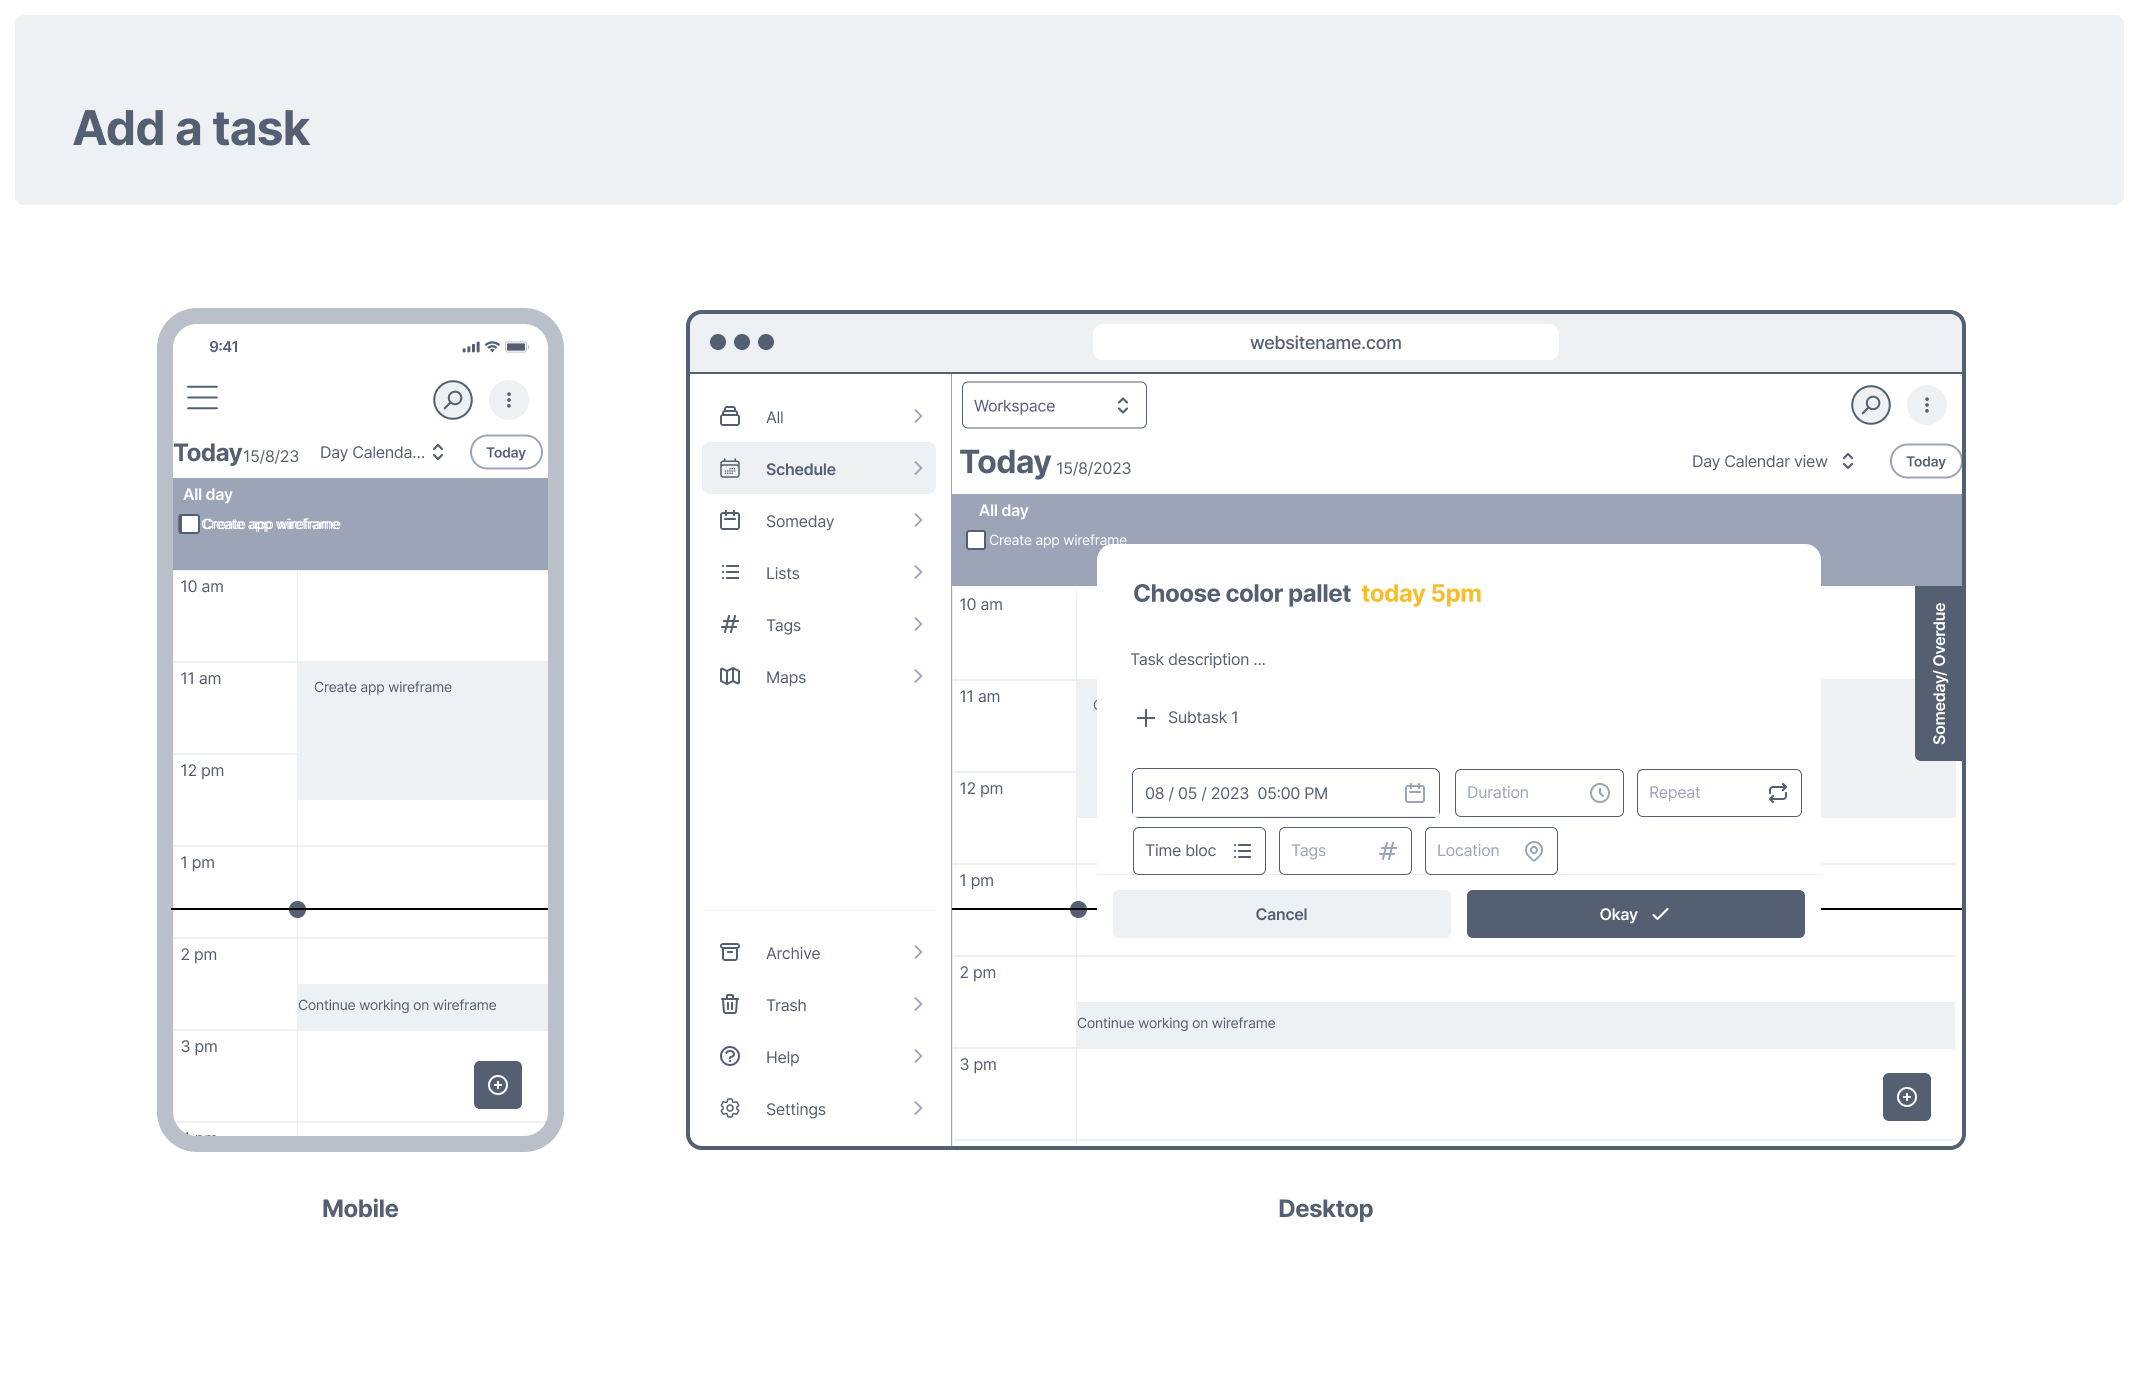 Add a task
9:41
Today 15/8/23 Day Calenda... Today
All day
Create app wireframe
10 am
11 am
Create app wireframe
12 pm
1 pm
2 pm
Continue working on wireframe
3 pm
Mobile
websitename.com
All
Schedule
Someday
Lists
Tags
Maps
Archive
Trash
Help
Settings
Workspace
Today 15/8/2023 Day Calendar view Today
All day
Create app wireframe
10 am
11 am
12 pm
1 pm
2 pm
Continue working on wireframe
3 pm
Someday/ Overdue
Choose color pallet today 5pm
Task description ...
Subtask 1
08 / 05 / 2023 05:00 PM Duration Repeat
Time bloc Tags Location
Cancel Okay
Desktop